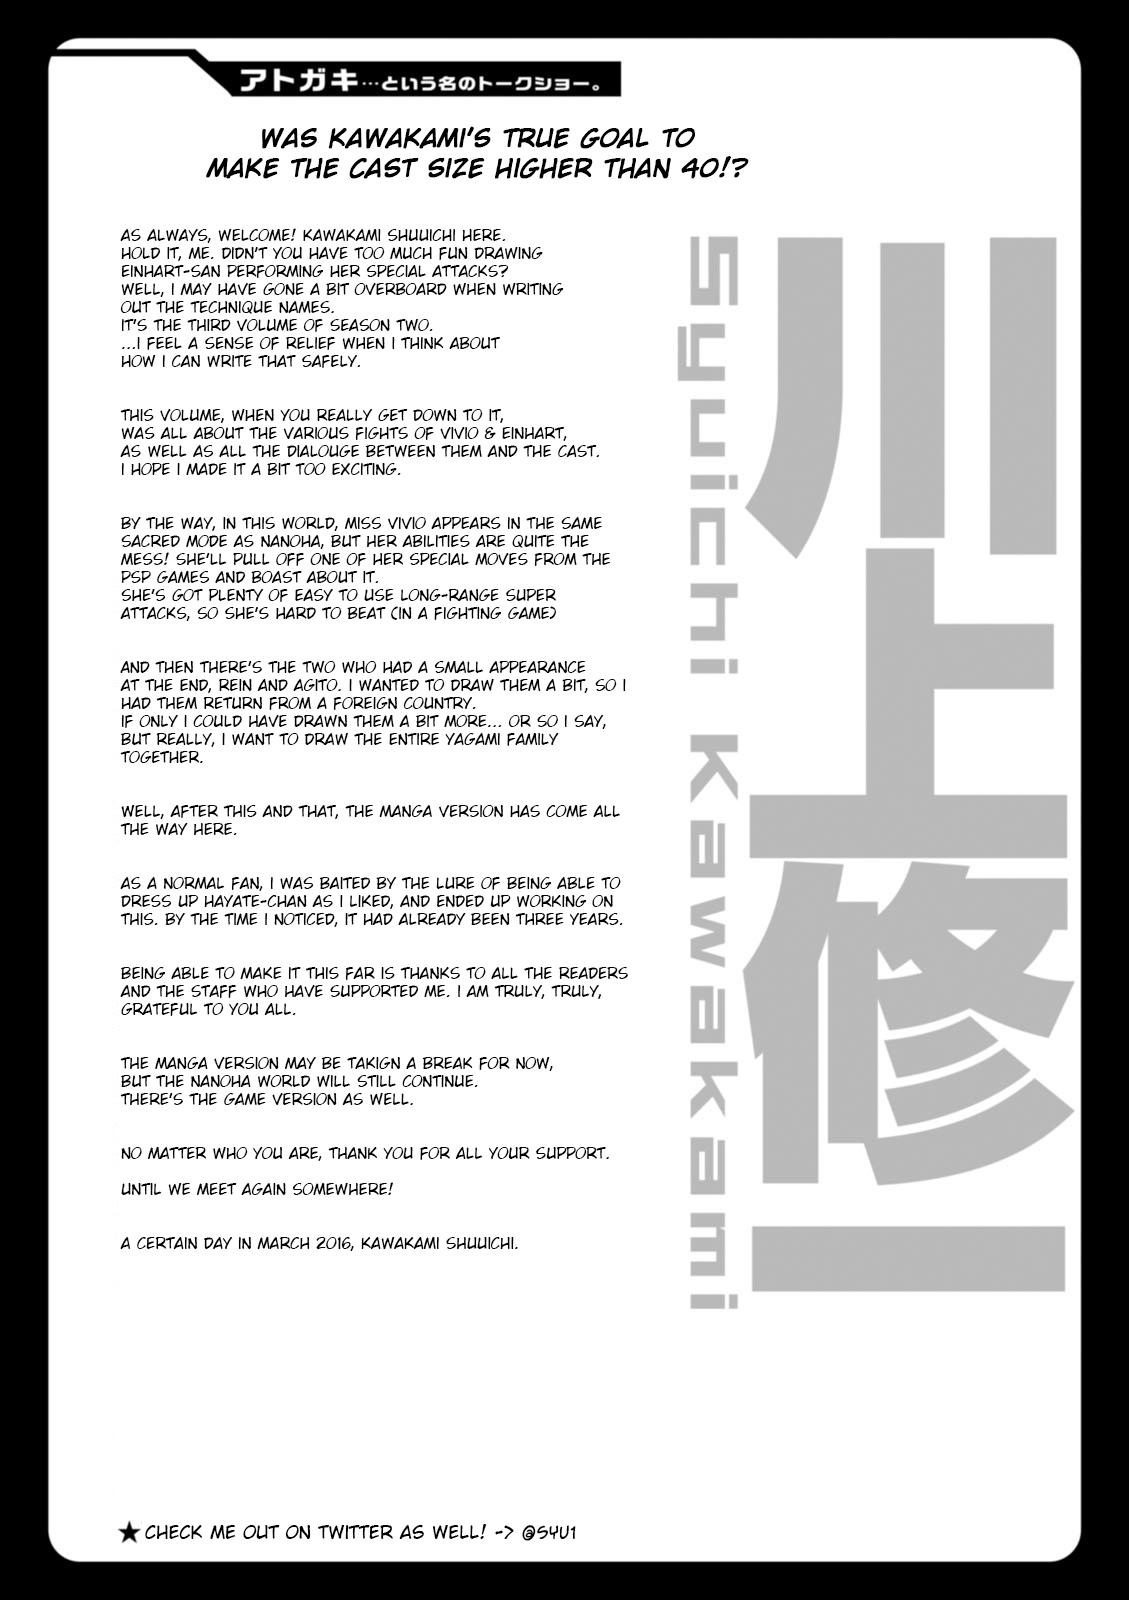 アトガキ…という名のトークショー。
WAS KAWAKAMI'S TRUE GOAL TO
MAKE THE CAST SIZE HIGHER THAN 40!?
AS ALWAYS, WELCOME! KAWAKAMI SHUUICHI HERE.
HOLD IT, ME. DIDN'T YOU HAVE TOO MUCH FUN DRAWING
EINHART-SAN PERFORMING HER SPECIAL ATTACKS?
WELL, I MAY HAVE GONE A BIT OVERBOARD WHEN WRITING
OUT THE TECHNIQUE NAMES.
IT'S THE THIRD VOLUME OF SEASON TWO.
...I FEEL A SENSE OF RELIEF WHEN I THINK ABOUT
HOW I CAN WRITE THAT SAFELY.
THIS VOLUME, WHEN YOU REALLY GET DOWN TO IT,
WAS ALL ABOUT THE VARIOUS FIGHTS OF VIVIO & EINHART,
AS WELL AS ALL THE DIALOUGE BETWEEN THEM AND THE CAST.
I HOPE I MADE IT A BIT TOO EXCITING.
BY THE WAY, IN THIS WORLD, MISS VIVIO APPEARS IN THE SAME
SACRED MODE AS NANOHA, BUT HER ABILITIES ARE QUITE THE
MESS! SHE'LL PULL OFF ONE OF HER SPECIAL MOVES FROM THE
PSP GAMES AND BOAST ABOUT IT.
SHE'S GOT PLENTY OF EASY TO USE LONG-RANGE SUPER
ATTACKS, SO SHE'S HARD TO BEAT (IN A FIGHTING GAME)
AND THEN THERE'S THE TWO WHO HAD A SMALL APPEARANCE
AT THE END, REIN AND AGITO. I WANTED TO DRAW THEM A BIT, SO I
HAD THEM RETURN FROM A FOREIGN COUNTRY.
IF ONLY I COULD HAVE DRAWN THEM A BIT MORE... OR SO I SAY,
BUT REALLY, I WANT TO DRAW THE ENTIRE YAGAMI FAMILY
TOGETHER.
WELL, AFTER THIS AND THAT, THE MANGA VERSION HAS COME ALL
THE WAY HERE.
AS A NORMAL FAN, I WAS BAITED BY THE LURE OF BEING ABLE TO
DRESS UP HAYATE-CHAN AS I LIKED, AND ENDED UP WORKING ON
THIS. BY THE TIME I NOTICED, IT HAD ALREADY BEEN THREE YEARS.
BEING ABLE TO MAKE IT THIS FAR IS THANKS TO ALL THE READERS
AND THE STAFF WHO HAVE SUPPORTED ME. I AM TRULY, TRULY,
GRATEFUL TO YOU ALL.
THE MANGA VERSION MAY BE TAKIGN A BREAK FOR NOW,
BUT THE NANOHA WORLD WILL STILL CONTINUE.
THERE'S THE GAME VERSION AS WELL.
NO MATTER WHO YOU ARE, THANK YOU FOR ALL YOUR SUPPORT.
UNTIL WE MEET AGAIN SOMEWHERE!
A CERTAIN DAY IN MARCH 2016, KAWAKAMI SHUUICHI.
★CHECK ME OUT ON TWITTER AS WELL! -> @SYU1
川上修一
Syuichi Kawakami